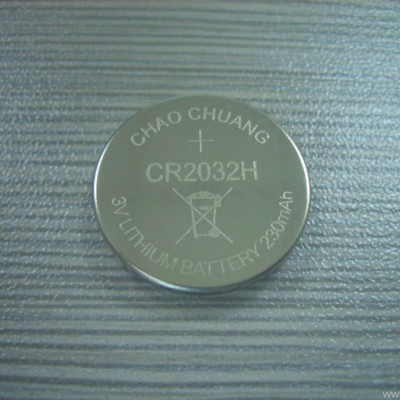 CHAO CHUANG
+
CR2032H
3V LITHIUM BATTERY 230mAh